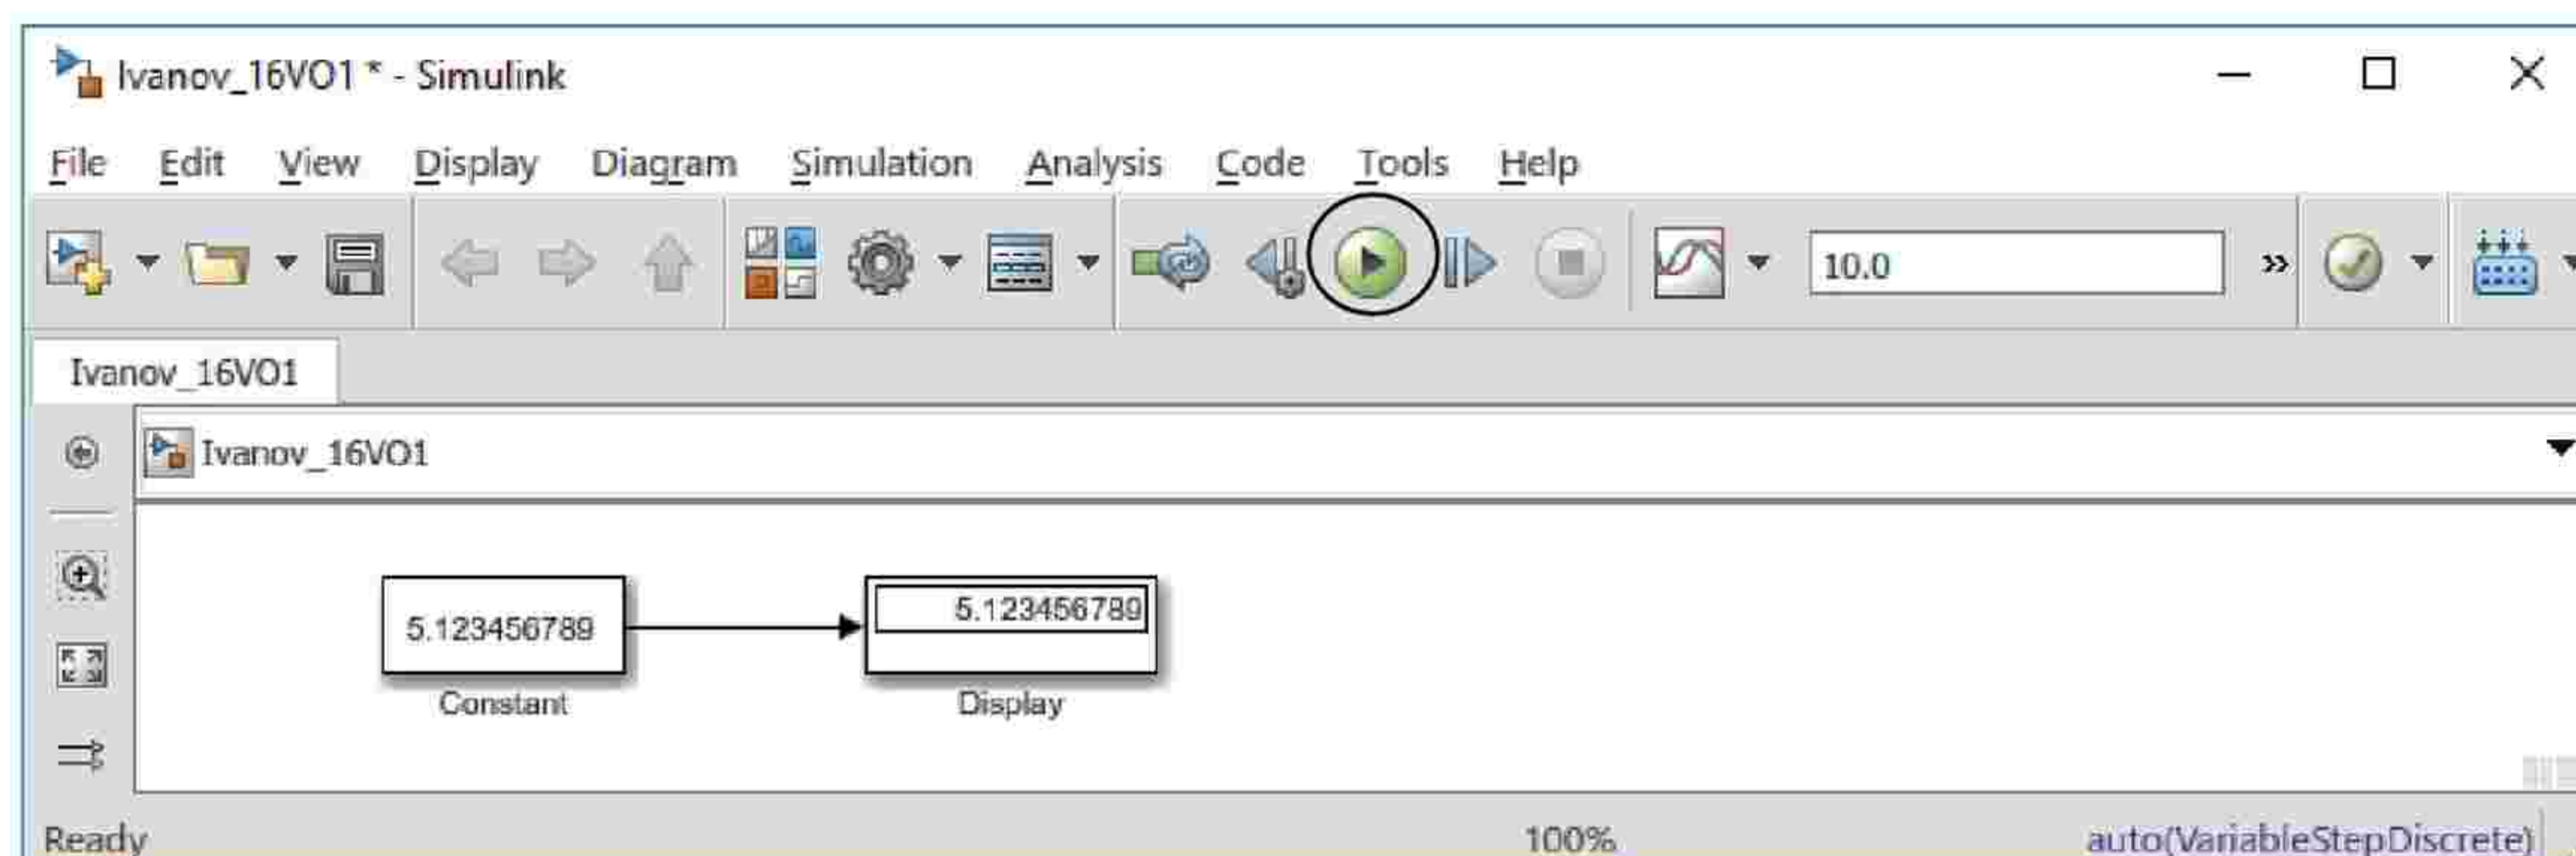 Ivanov_16VO1 * - Simulink
File Edit View Display Diagram Simulation Analysis Code Tools Help
10.0 »
Ivanov_16VO1
Ivanov_16VO1
5.123456789 5.123456789
Constant Display
Ready 100% auto(VariableStepDiscrete)